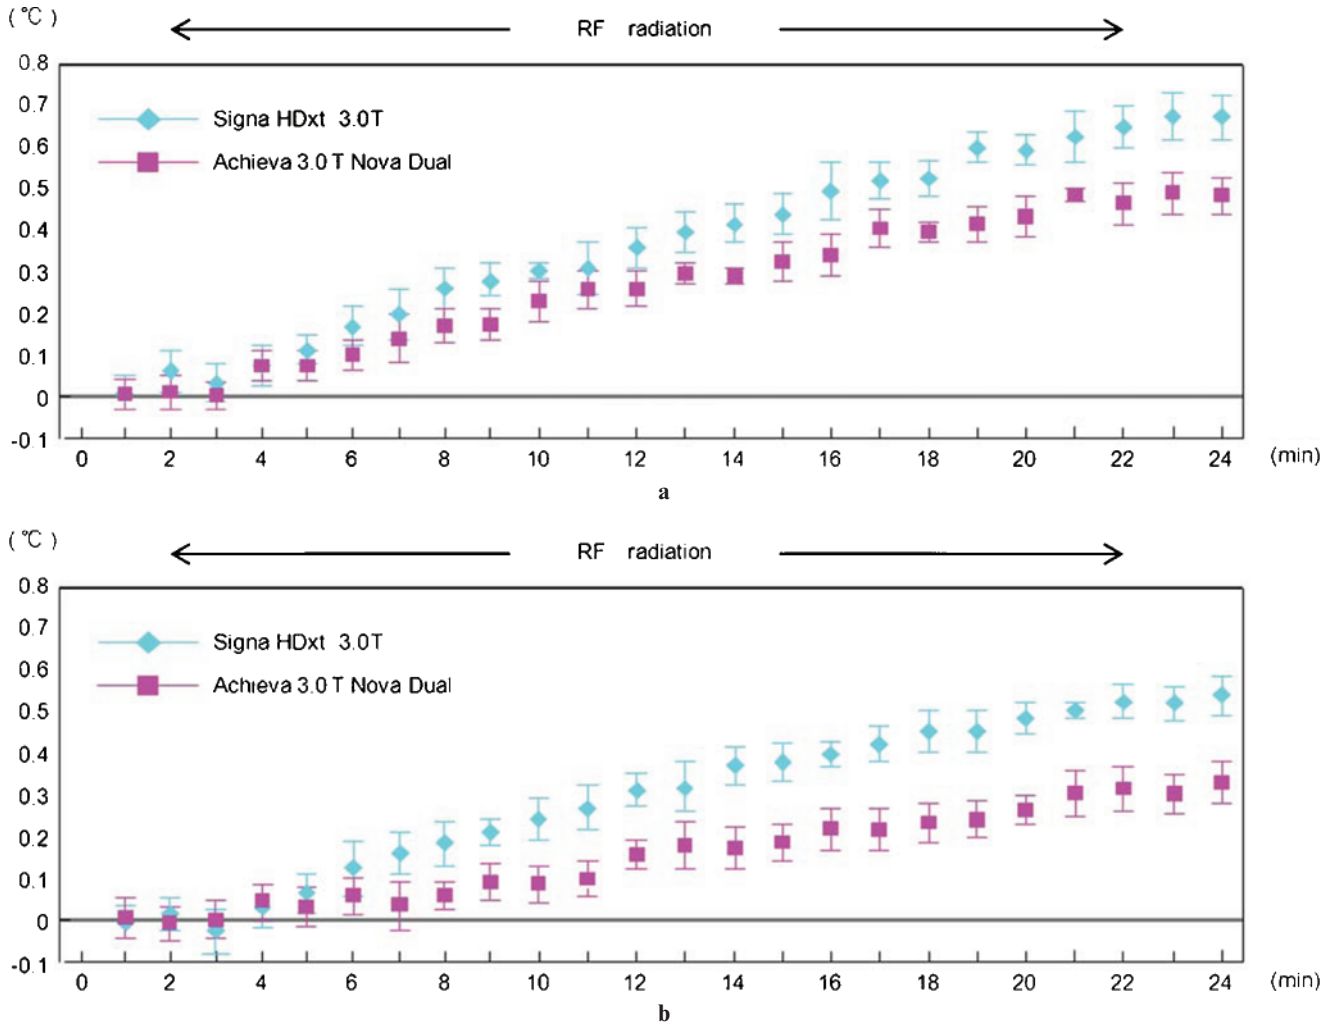 (℃)
RF radiation
0.8
0.7
Signa HDxt 3.0T
0.6
Achieva 3.0 T Nova Dual
0.5
0.4
0.3
0.2
0.1
0
-0 1
0 2 4 6 8 10 12 14 16 18 20 22 24 (min)
a
(℃)
RF radiation
0.8
0.7
Signa HDxt 3.0T
0.6
Achieva 3.0 T Nova Dual
0.5
0.4
0.3
0.2
0.1
0
-0.1
0 2 4 6 8 10 12 14 16 18 20 22 24 (min)
b